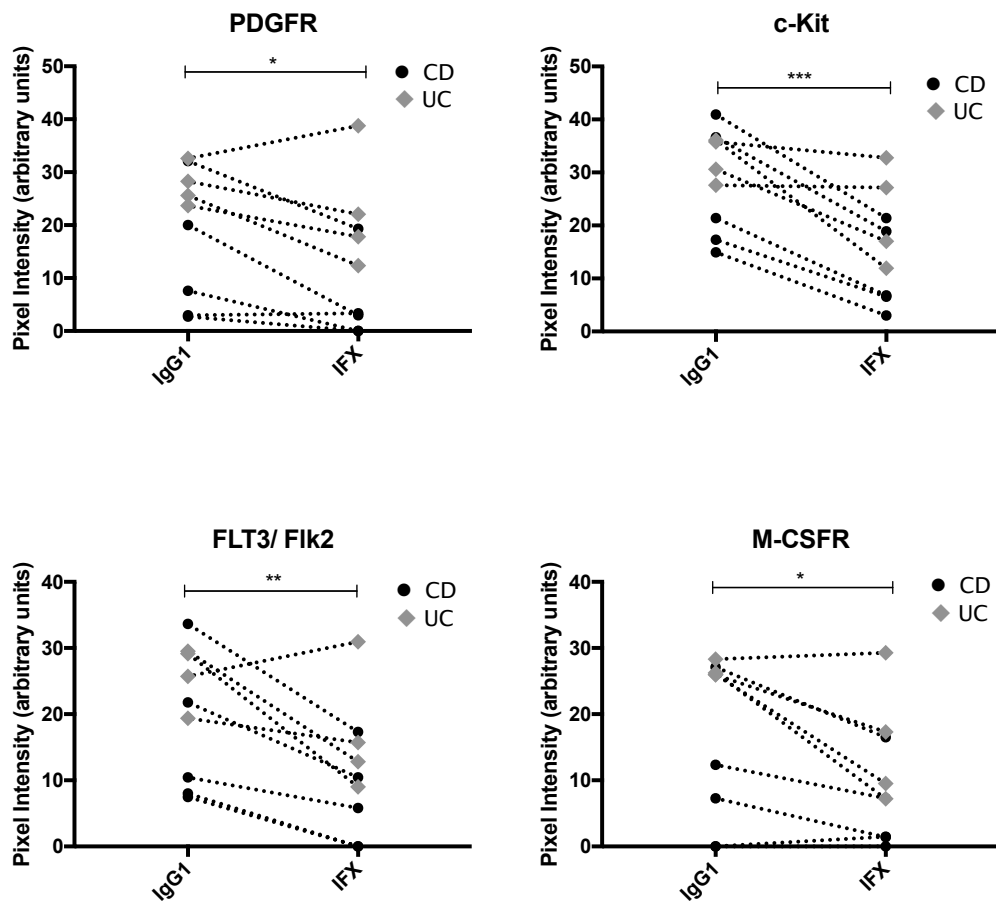 PDGFR
*
CD
UC
50
40
30
20
10
0
Pixel Intensity (arbitrary units)
IgG1
IFX
c-Kit
***
CD
UC
50
40
30
20
10
0
Pixel Intensity (arbitrary units)
IgG1
IFX
FLT3/ Flk2
**
CD
UC
40
30
20
10
0
Pixel Intensity (arbitrary units)
IgG1
IFX
M-CSFR
*
CD
UC
40
30
20
10
0
Pixel Intensity (arbitrary units)
IgG1
IFX